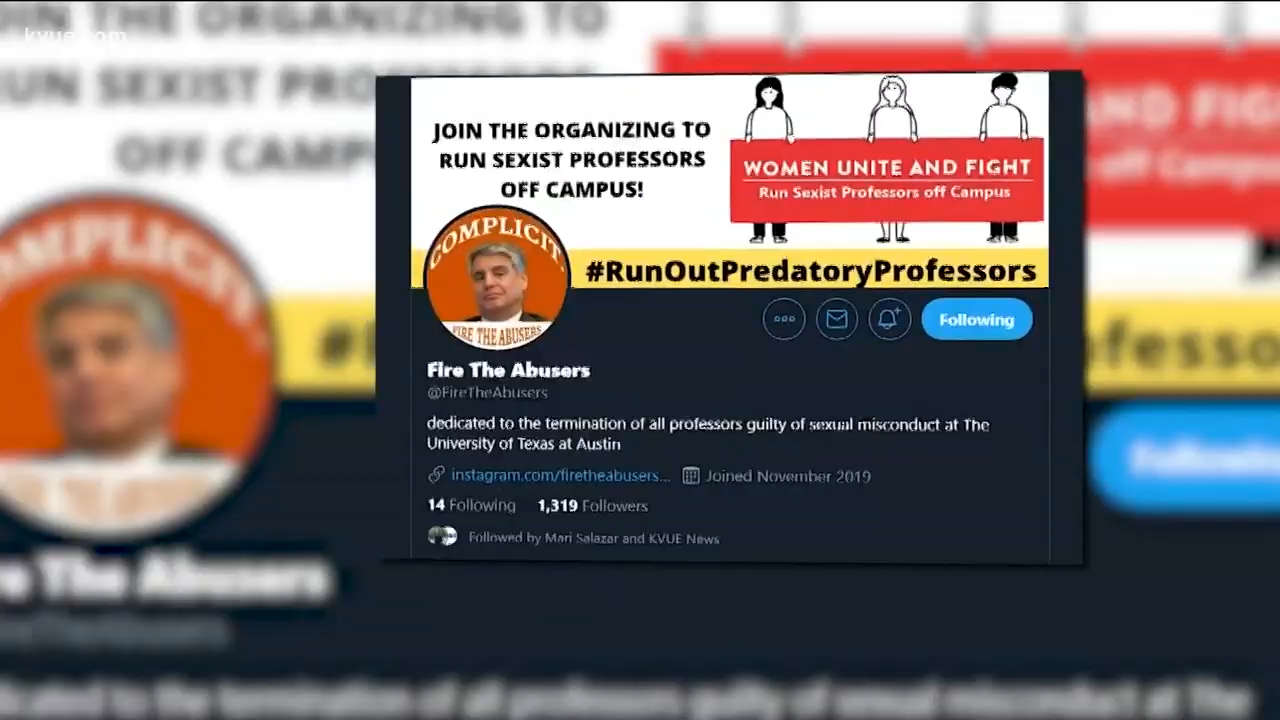 kvue.com
JOIN THE ORGANIZING TO
RUN SEXIST PROFESSORS
OFF CAMPUS!
WOMEN UNITE AND FIGHT
Run Sexist Professors off Campus
#RunOutPredatoryProfessors
COMPLICIT.
FIRE THE ABUSERS
Following
Fire The Abusers
@FireTheAbusers
dedicated to the termination of all professors guilty of sexual misconduct at The
University of Texas at Austin
instagram.com/firetheabusers... Joined November 2019
14 Following 1,319 Followers
Followed by Mari Salazar and KVUE News